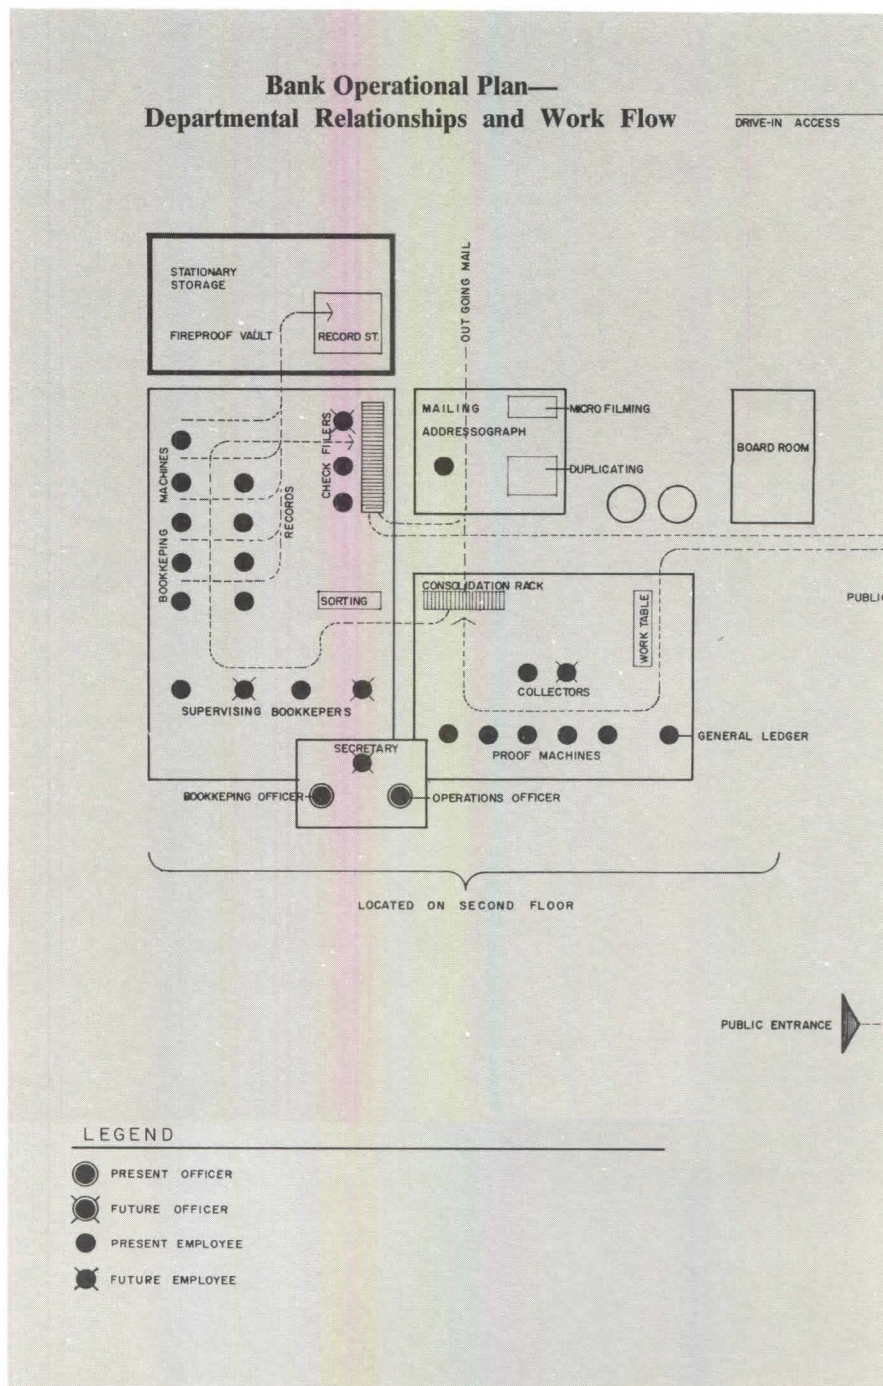 Bank Operational Plan—
Departmental Relationships and Work Flow
DRIVE-IN ACCESS
STATIONARY
STORAGE
FIREPROOF VAULT
RECORD ST.
OUT GOING MAIL
MAILING
ADDRESSOGRAPH
MICROFILMING
DUPLICATING
BOARD ROOM
BOOKKEPING MACHINES
RECORDS
CHECK FILERS
SORTING
CONSOLIDATION RACK
WORK TABLE
PUBLIC
COLLECTORS
SUPERVISING BOOKKEPERS
PROOF MACHINES
GENERAL LEDGER
SECRETARY
BOOKKEPING OFFICER
OPERATIONS OFFICER
LOCATED ON SECOND FLOOR
PUBLIC ENTRANCE
LEGEND
PRESENT OFFICER
FUTURE OFFICER
PRESENT EMPLOYEE
FUTURE EMPLOYEE